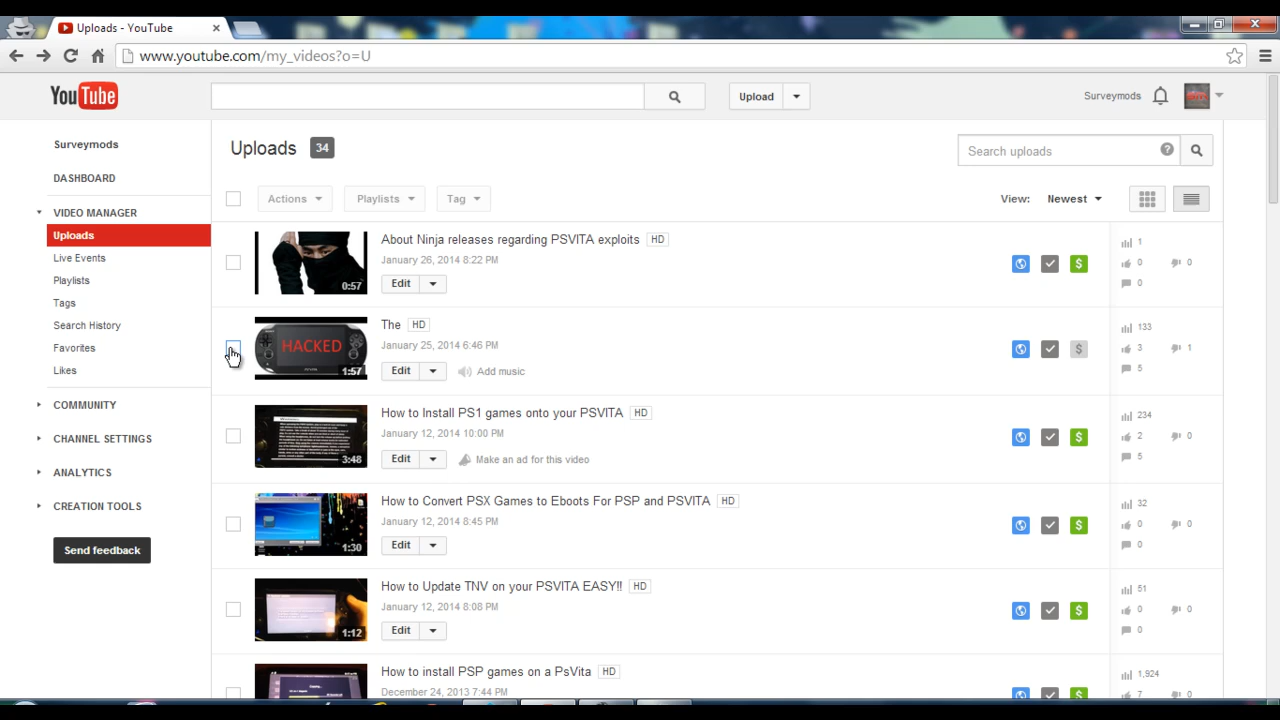 Uploads - YouTube
www.youtube.com/my_videos?o=U
YouTube
Upload
Surveymods
Surveymods
DASHBOARD
VIDEO MANAGER
Uploads
Live Events
Playlists
Tags
Search History
Favorites
Likes
COMMUNITY
CHANNEL SETTINGS
ANALYTICS
CREATION TOOLS
Send feedback
Uploads 34
Search uploads ?
Actions Playlists Tag
View: Newest
About Ninja releases regarding PSVITA exploits HD
January 26, 2014 8:22 PM
Edit
0:57
$
1
0 0
0
The HD
January 25, 2014 6:46 PM
Edit Add music
HACKED
1:57
$
133
3 1
5
How to Install PS1 games onto your PSVITA HD
January 12, 2014 10:00 PM
Edit Make an ad for this video
3:48
$
234
2 0
5
How to Convert PSX Games to Eboots For PSP and PSVITA HD
January 12, 2014 8:45 PM
Edit
1:30
$
32
0 0
0
How to Update TNV on your PSVITA EASY!! HD
January 12, 2014 8:08 PM
Edit
1:12
$
51
0 0
0
How to install PSP games on a PsVita HD
December 24, 2013 7:44 PM
$
1,924
7 0